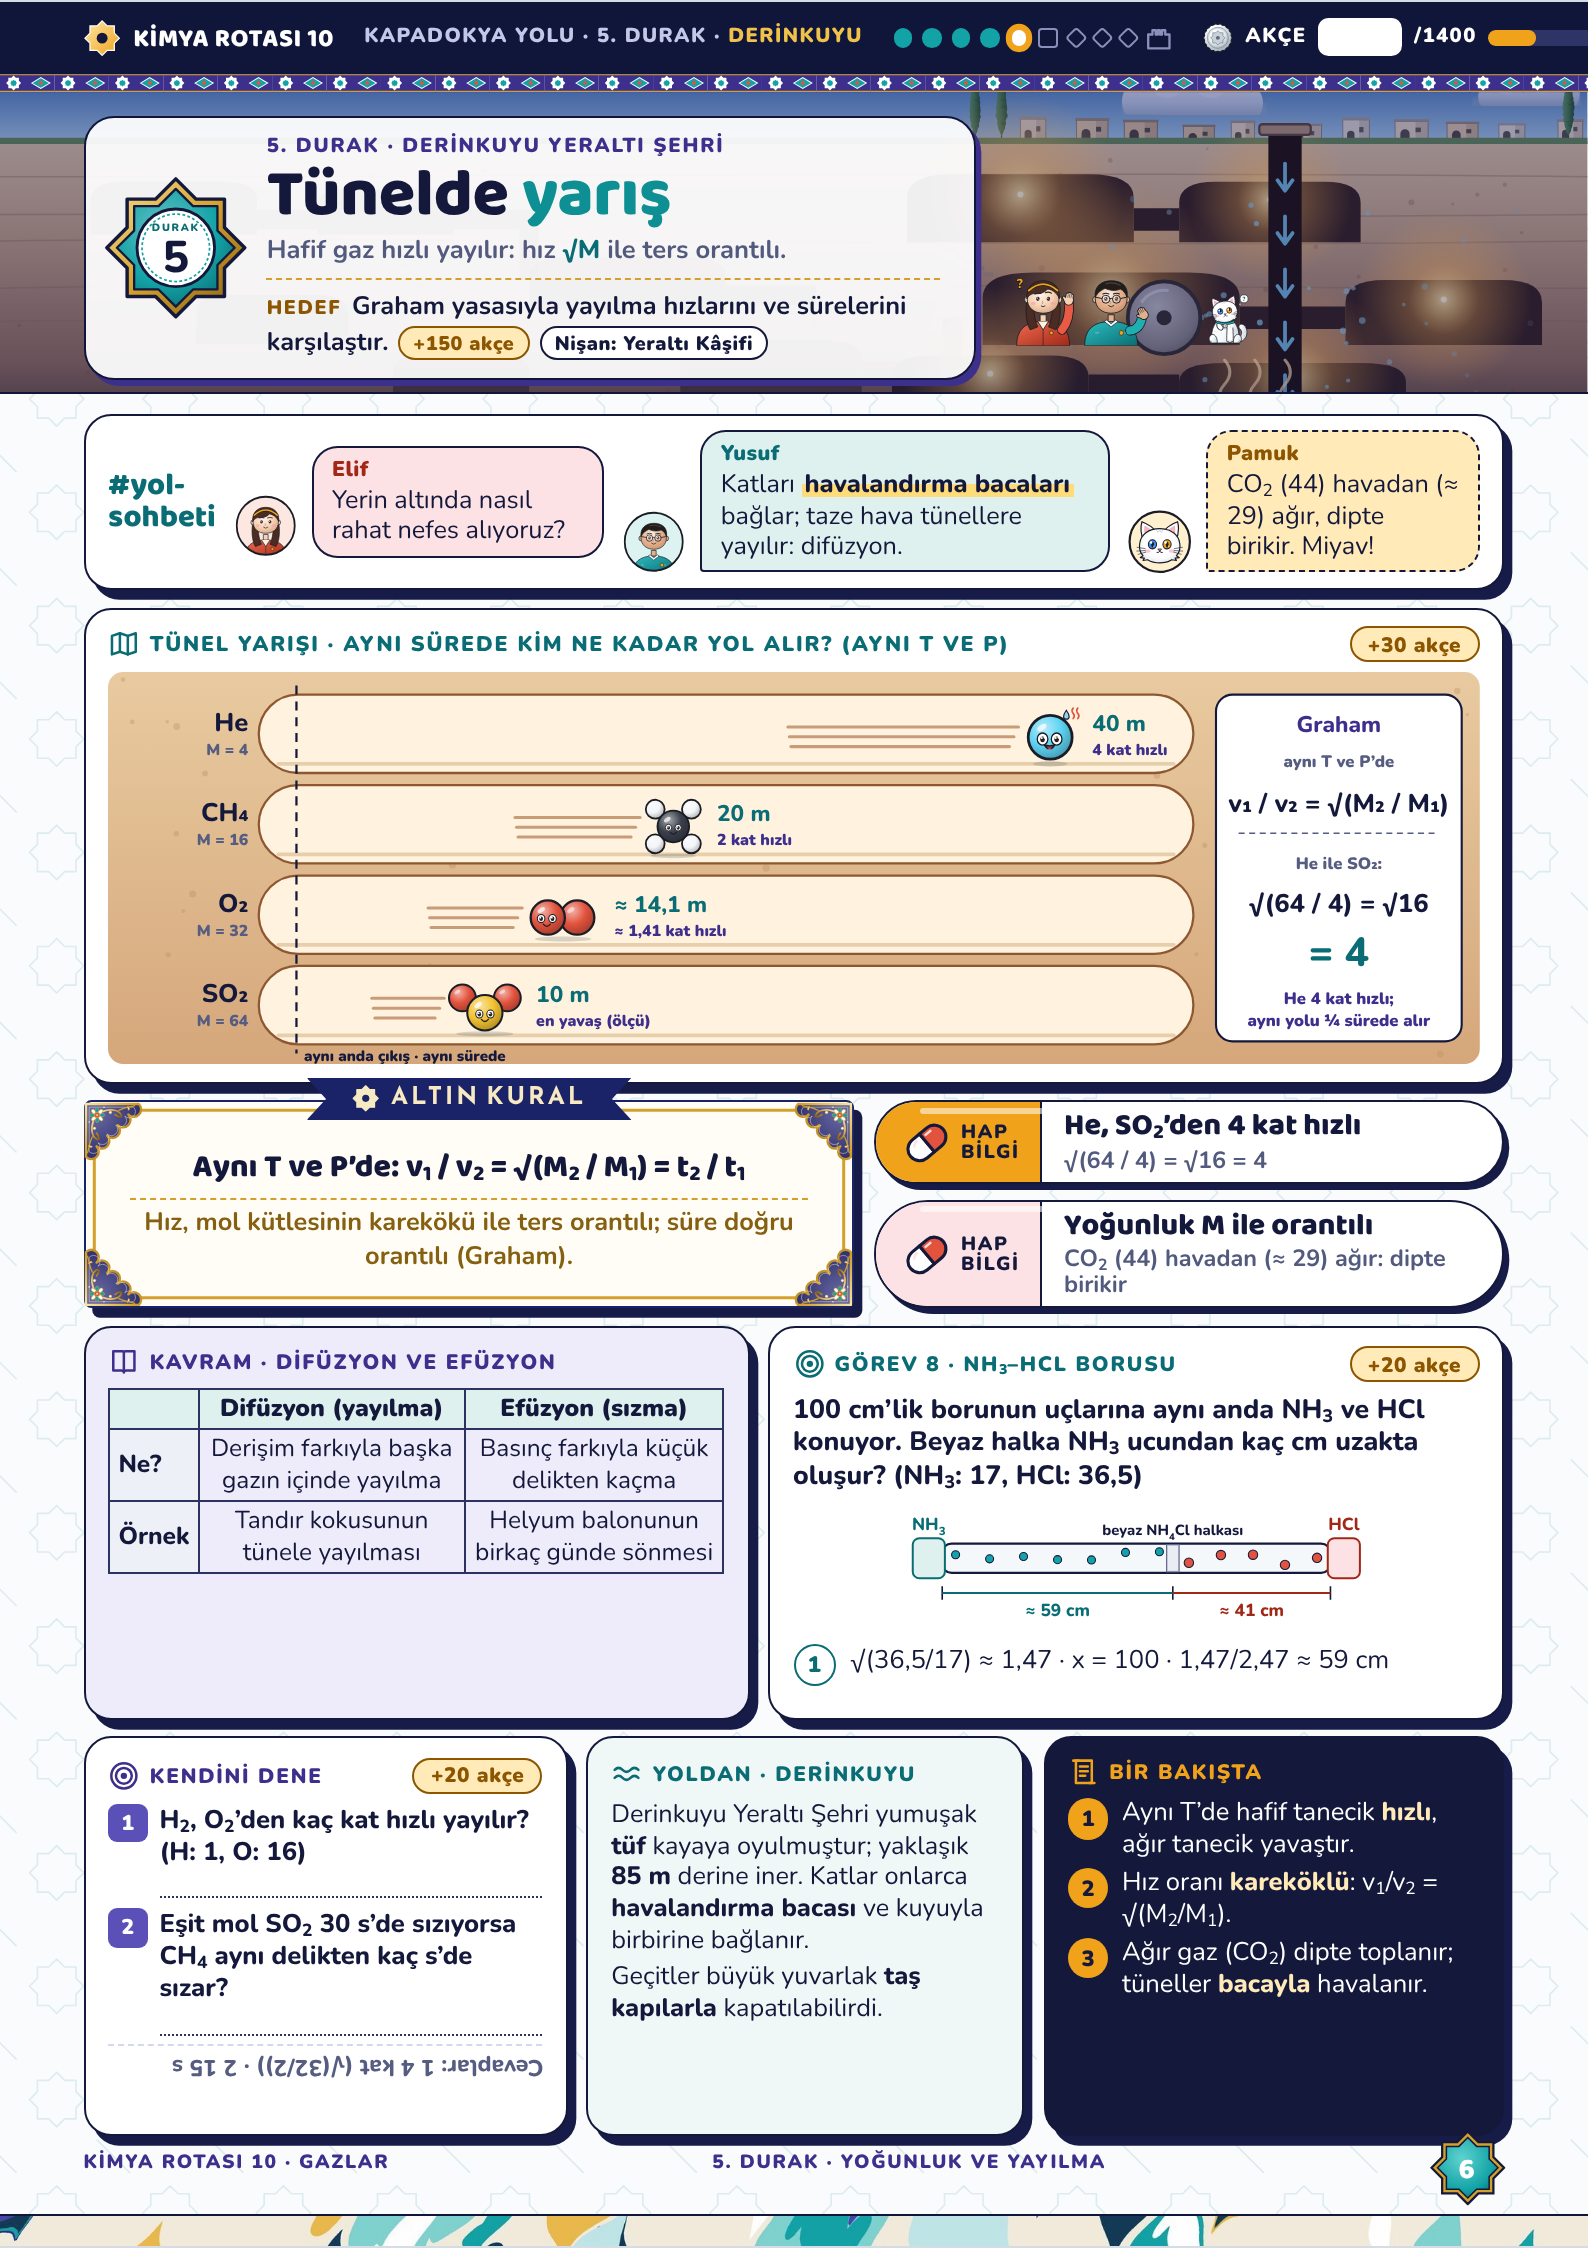 KİMYA ROTASI 10
KAPADOKYA YOLU · 5. DURAK · DERİNKUYU
AKÇE /1400
5. DURAK · DERİNKUYU YERALTI ŞEHRİ
DURAK
5
Tünelde yarış
Hafif gaz hızlı yayılır: hız √M ile ters orantılı.
HEDEF Graham yasasıyla yayılma hızlarını ve sürelerini
karşılaştır. +150 akçe Nişan: Yeraltı Kâşifi
#yol-
sohbeti
Elif
Yerin altında nasıl
rahat nefes alıyoruz?
Yusuf
Katları havalandırma bacaları
bağlar; taze hava tünellere
yayılır: difüzyon.
Pamuk
CO₂ (44) havadan (≈
29) ağır, dipte
birikir. Miyav!
TÜNEL YARIŞI · AYNI SÜREDE KİM NE KADAR YOL ALIR? (AYNI T VE P)
+30 akçe
He
M = 4
40 m
4 kat hızlı
CH₄
M = 16
20 m
2 kat hızlı
O₂
M = 32
≈ 14,1 m
≈ 1,41 kat hızlı
SO₂
M = 64
10 m
en yavaş (ölçü)
aynı anda çıkış · aynı sürede
Graham
aynı T ve P’de
v₁ / v₂ = √(M₂ / M₁)
He ile SO₂:
√(64 / 4) = √16
= 4
He 4 kat hızlı;
aynı yolu ¼ sürede alır
ALTIN KURAL
Aynı T ve P’de: v₁ / v₂ = √(M₂ / M₁) = t₂ / t₁
Hız, mol kütlesinin karekökü ile ters orantılı; süre doğru
orantılı (Graham).
HAP
BİLGİ
He, SO₂’den 4 kat hızlı
√(64 / 4) = √16 = 4
HAP
BİLGİ
Yoğunluk M ile orantılı
CO₂ (44) havadan (≈ 29) ağır: dipte
birikir
KAVRAM · DİFÜZYON VE EFÜZYON
Difüzyon (yayılma) Efüzyon (sızma)
Ne?
Derişim farkıyla başka
gazın içinde yayılma
Basınç farkıyla küçük
delikten kaçma
Örnek
Tandır kokusunun
tünele yayılması
Helyum balonunun
birkaç günde sönmesi
GÖREV 8 · NH₃–HCL BORUSU
+20 akçe
100 cm’lik borunun uçlarına aynı anda NH₃ ve HCl
konuyor. Beyaz halka NH₃ ucundan kaç cm uzakta
oluşur? (NH₃: 17, HCl: 36,5)
NH₃
beyaz NH₄Cl halkası
HCl
≈ 59 cm
≈ 41 cm
1 √(36,5/17) ≈ 1,47 · x = 100 · 1,47/2,47 ≈ 59 cm
KENDİNİ DENE
+20 akçe
1 H₂, O₂’den kaç kat hızlı yayılır?
(H: 1, O: 16)
2 Eşit mol SO₂ 30 s’de sızıyorsa
CH₄ aynı delikten kaç s’de
sızar?
Cevaplar: 1 4 kat (√(32/2)) · 2 15 s
YOLDAN · DERİNKUYU
Derinkuyu Yeraltı Şehri yumuşak
tüf kayaya oyulmuştur; yaklaşık
85 m derine iner. Katlar onlarca
havalandırma bacası ve kuyuyla
birbirine bağlanır.
Geçitler büyük yuvarlak taş
kapılarla kapatılabilirdi.
BİR BAKIŞTA
1 Aynı T’de hafif tanecik hızlı,
ağır tanecik yavaştır.
2 Hız oranı kareköklü: v₁/v₂ =
√(M₂/M₁).
3 Ağır gaz (CO₂) dipte toplanır;
tüneller bacayla havalanır.
KİMYA ROTASI 10 · GAZLAR
5. DURAK · YOĞUNLUK VE YAYILMA
6